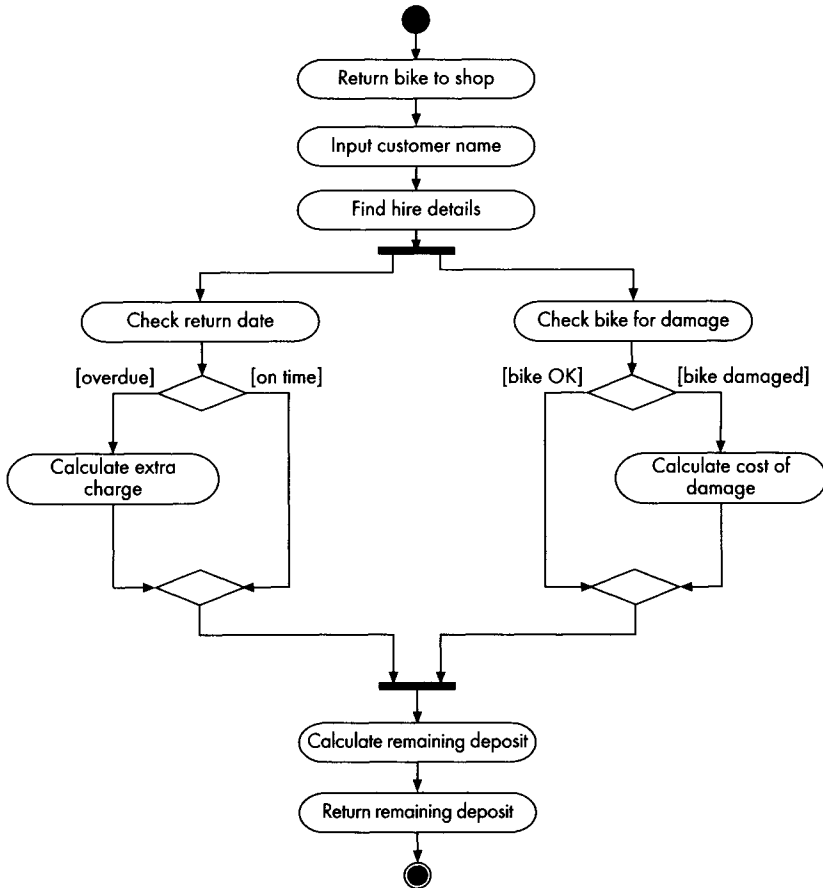 Return bike to shop
Input customer name
Find hire details
Check return date
Check bike for damage
[overdue]
[on time]
[bike OK]
[bike damaged]
Calculate extra
charge
Calculate cost of
damage
Calculate remaining deposit
Return remaining deposit